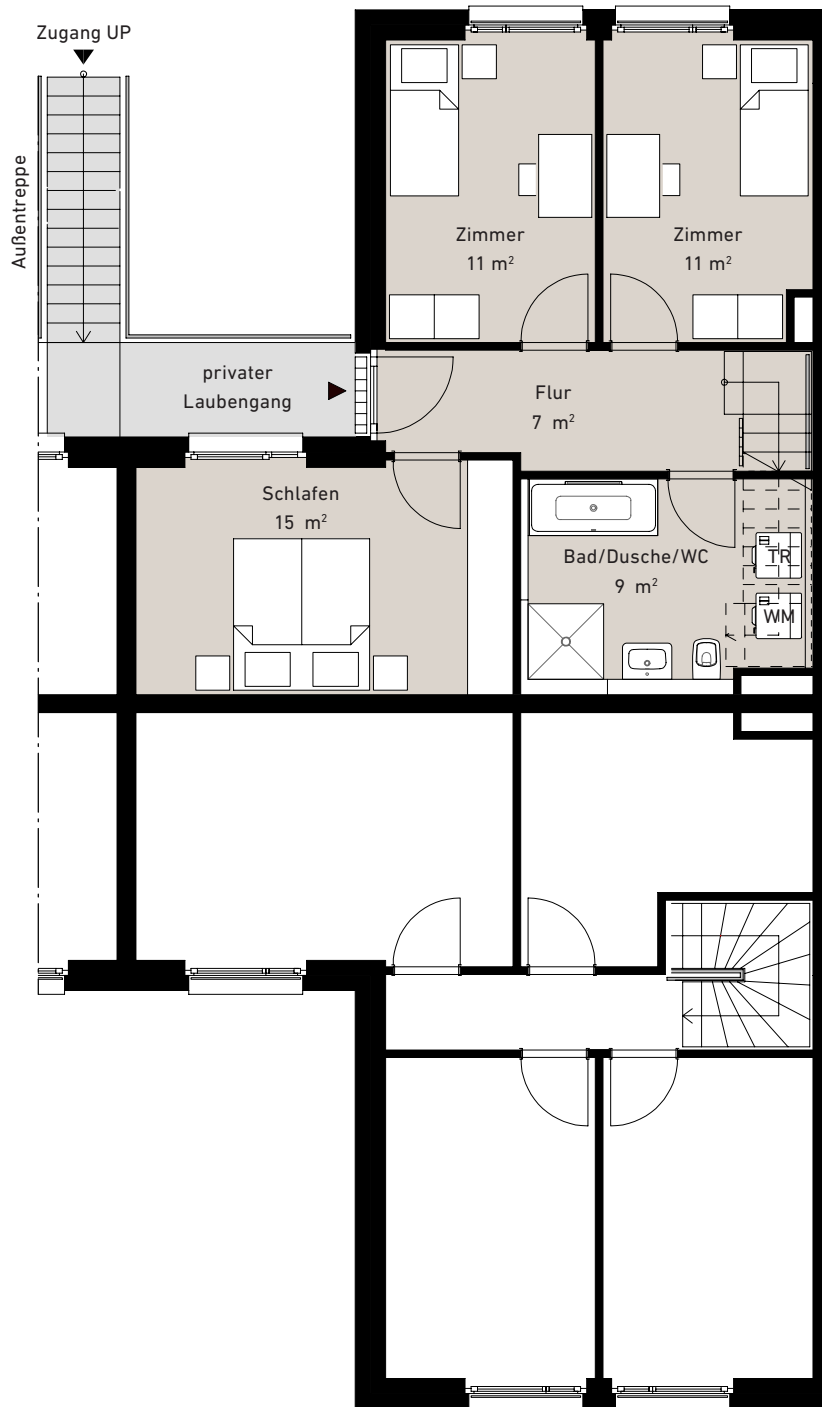 Zugang UP
Außentreppe
Zimmer
11 m²
Zimmer
11 m²
privater
Laubengang
Flur
7 m²
Schlafen
15 m²
Bad/Dusche/WC
9 m²
TR
WM